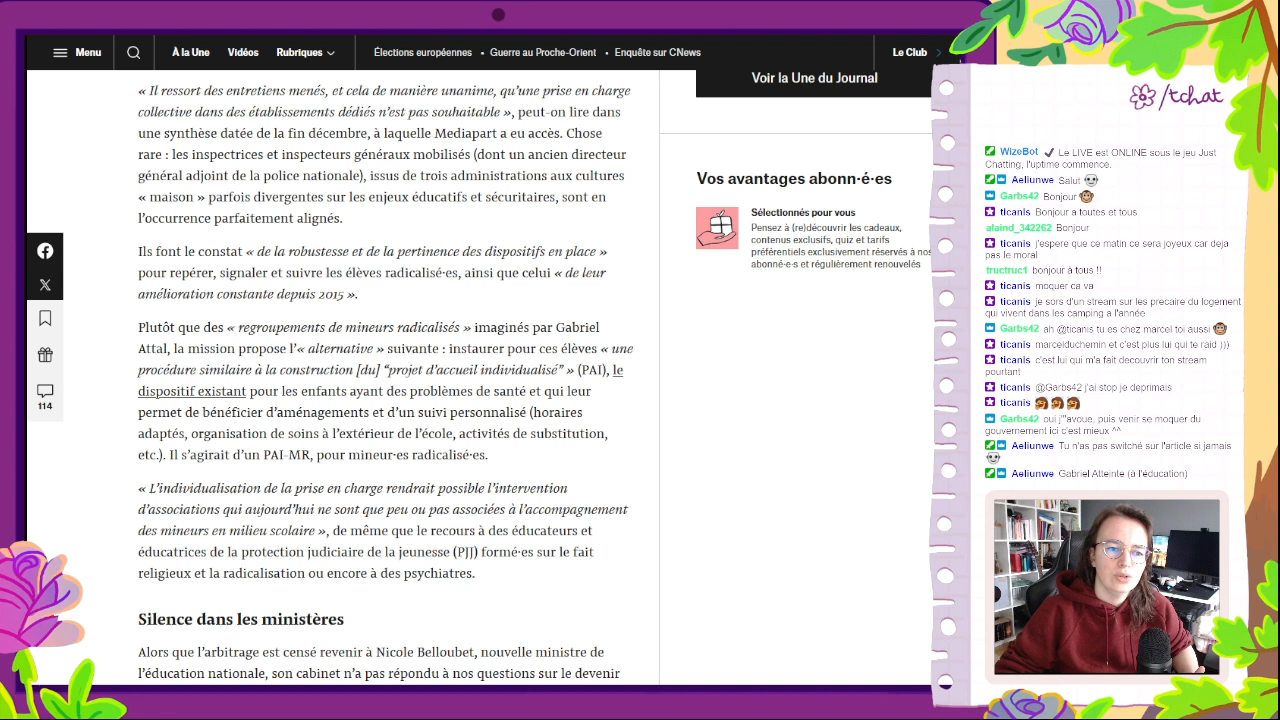 Menu
À la Une
Vidéos
Rubriques
Élections européennes
• Guerre au Proche-Orient
• Enquête sur CNews
Le Club
« Il ressort des entretiens menés, et cela de manière unanime, qu’une prise en charge
collective dans des établissements dédiés n’est pas souhaitable », peut-on lire dans
une synthèse datée de la fin décembre, à laquelle Mediapart a eu accès. Chose
rare : les inspectrices et inspecteurs généraux mobilisés (dont un ancien directeur
général adjoint de la police nationale), issus de trois administrations aux cultures
« maison » parfois divergentes sur les enjeux éducatifs et sécuritaires, sont en
l’occurrence parfaitement alignés.
Ils font le constat « de la robustesse et de la pertinence des dispositifs en place »
pour repérer, signaler et suivre les élèves radicalisé·es, ainsi que celui « de leur
amélioration constante depuis 2015 ».
Plutôt que des « regroupements de mineurs radicalisés » imaginés par Gabriel
Attal, la mission propose l’« alternative » suivante : instaurer pour ces élèves « une
procédure similaire à la construction [du] “projet d’accueil individualisé” » (PAI), le
dispositif existant pour les enfants ayant des problèmes de santé et qui leur
permet de bénéficier d’aménagements et d’un suivi personnalisé (horaires
adaptés, organisation de soins à l’extérieur de l’école, activités de substitution,
etc.). Il s’agirait d’un PAI-MR, pour mineur·es radicalisé·es.
« L’individualisation de la prise en charge rendrait possible l’intervention
d’associations qui aujourd’hui ne sont que peu ou pas associées à l’accompagnement
des mineurs en milieu scolaire », de même que le recours à des éducateurs et
éducatrices de la protection judiciaire de la jeunesse (PJJ) formé·es sur le fait
religieux et la radicalisation ou encore à des psychiatres.
Silence dans les ministères
Alors que l’arbitrage est censé revenir à Nicole Belloubet, nouvelle ministre de
l’éducation nationale, son cabinet n’a pas répondu à nos questions sur le devenir
114
Voir la Une du Journal
Vos avantages abonn·é·es
Sélectionnés pour vous
Pensez à (re)découvrir les cadeaux,
contenus exclusifs, quiz et tarifs
préférentiels exclusivement réservés à nos
abonné·e·s et régulièrement renouvelés
/tchat
WizeBot ✓ Le LIVE est ONLINE sous le jeu Just
Chatting, l'uptime commence.
Aeliunwe Salut
Garbs42 Bonjour
ticanis Bonjour a toutes et tous
alaind_342262 Bonjour
ticanis j'espere que ce matin ce sera joyeux car deja
pas le moral
tructruc1 bonjour à tous !!
ticanis moquer ca va
ticanis je sors d'un stream sur les precaire du logement
qui vivent dans les camping a l'année
Garbs42 ah @ticanis tu es chez marcel toi aussi
ticanis marcelduchemin et c'est plus lui qui te raid )))
ticanis c'est lui qui m'a fait decouvrir ton stream
pourtant
ticanis @Garbs42 j'ai stop je deprimais
ticanis
Garbs42 oui j'"avoue, puis venir se moquer du
gouvernement ici c'est mieux ^^
Aeliunwe Tu n'as pas switché sur l'article si jamais
Aeliunwe Gabriel Atteinte (à l'éducation)